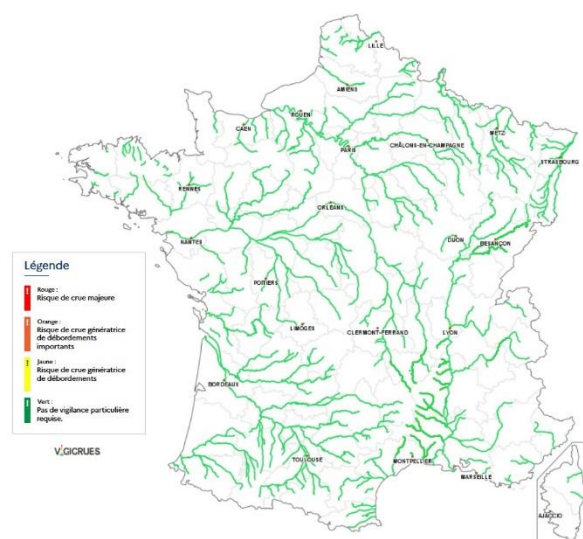 LILLE
AMIENS
ROUEN
CAEN
METZ
PARIS
CHÂLONS-EN-CHAMPAGNE
STRASBOURG
RENNES
ORLÉANS
DIJON
BESANÇON
NANTES
POITIERS
LIMOGES
CLERMONT-FERRAND
LYON
BORDEAUX
TOULOUSE
MONTPELLIER
MARSEILLE
AJACCIO
Légende
Rouge :
Risque de crue majeure
Orange :
Risque de crue génératrice
de débordements
importants
Jaune :
Risque de crue génératrice
de débordements
Vert :
Pas de vigilance particulière
requise.
VIGICRUES